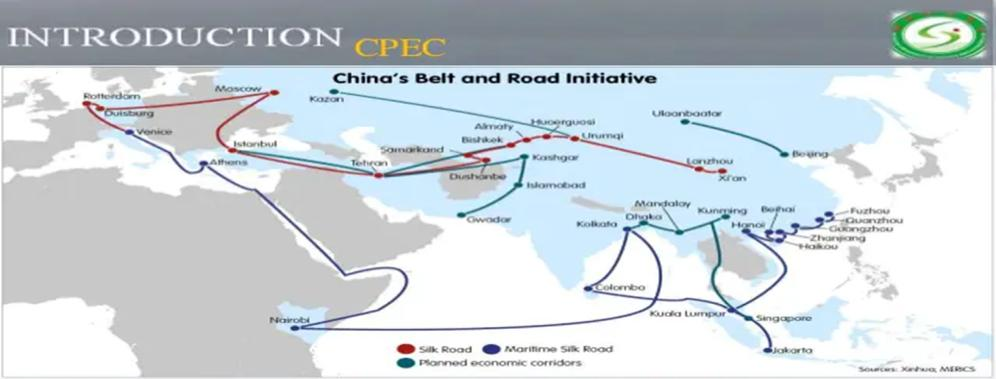 INTRODUCTION CPEC
China's Belt and Road Initiative
Rotterdam
Moscow
Kazan
Duisburg
Venice
Ulaanbaatar
Huoerguosi
Almaty
Urumqi
Bishkek
Istanbul
Samarkand
Beijing
Athens
Tehran
Kashgar
Lanzhou
Dushanbe
Xi'an
Islamabad
Gwadar
Mandalay
Kunming
Beihai
Fuzhou
Dhaka
Quanzhou
Kolkata
Hanoi
Guangzhou
Zhanjiang
Haikou
Colombo
Kuala Lumpur
Singapore
Nairobi
Jakarta
Silk Road
Maritime Silk Road
Planned economic corridors
Sources: Xinhua; MERICS